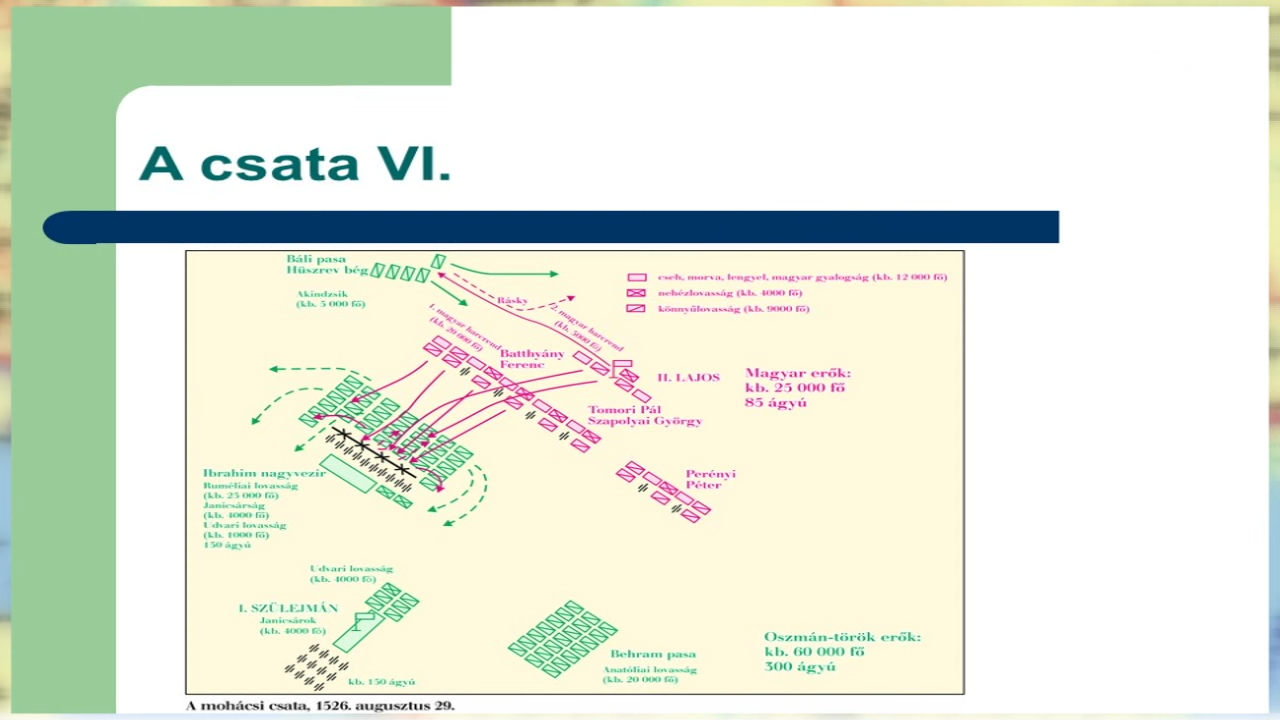 A csata VI.
Báli pasa
Hüszrev bég
Akindzsik
(kb. 5 000 fő)
Rásky
cseh, morva, lengyel, magyar gyalogság (kb. 12 000 fő)
nehézlovasság (kb. 4000 fő)
könnyűlovasság (kb. 9000 fő)
1. magyar harcrend
(kb. 20 000 fő)
2. magyar harcrend
(kb. 5000 fő)
Batthyány
Ferenc
II. LAJOS
Magyar erők:
kb. 25 000 fő
85 ágyú
Tomori Pál
Szapolyai György
Perényi
Péter
Ibrahim nagyvezír
Ruméliai lovasság
(kb. 25 000 fő)
Janicsárság
(kb. 4000 fő)
Udvari lovasság
(kb. 1000 fő)
150 ágyú
Udvari lovasság
(kb. 4000 fő)
I. SZÜLEJMÁN
Janicsárok
(kb. 4000 fő)
kb. 150 ágyú
Behram pasa
Anatóliai lovasság
(kb. 20 000 fő)
Oszmán-török erők:
kb. 60 000 fő
300 ágyú
A mohácsi csata, 1526. augusztus 29.